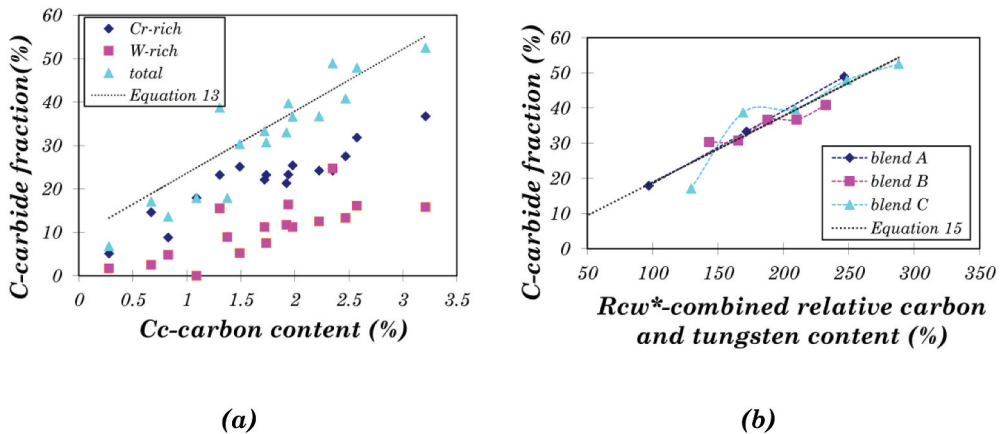 C-carbide fraction(%)
60
50
40
30
20
10
0
Cr-rich
W-rich
total
Equation 13
0 0.5 1 1.5 2 2.5 3 3.5
Cc-carbon content (%)
(a)
C-carbide fraction (%)
60
50
40
30
20
10
0
blend A
blend B
blend C
Equation 15
50 100 150 200 250 300 350
Rcw*-combined relative carbon
and tungsten content (%)
(b)